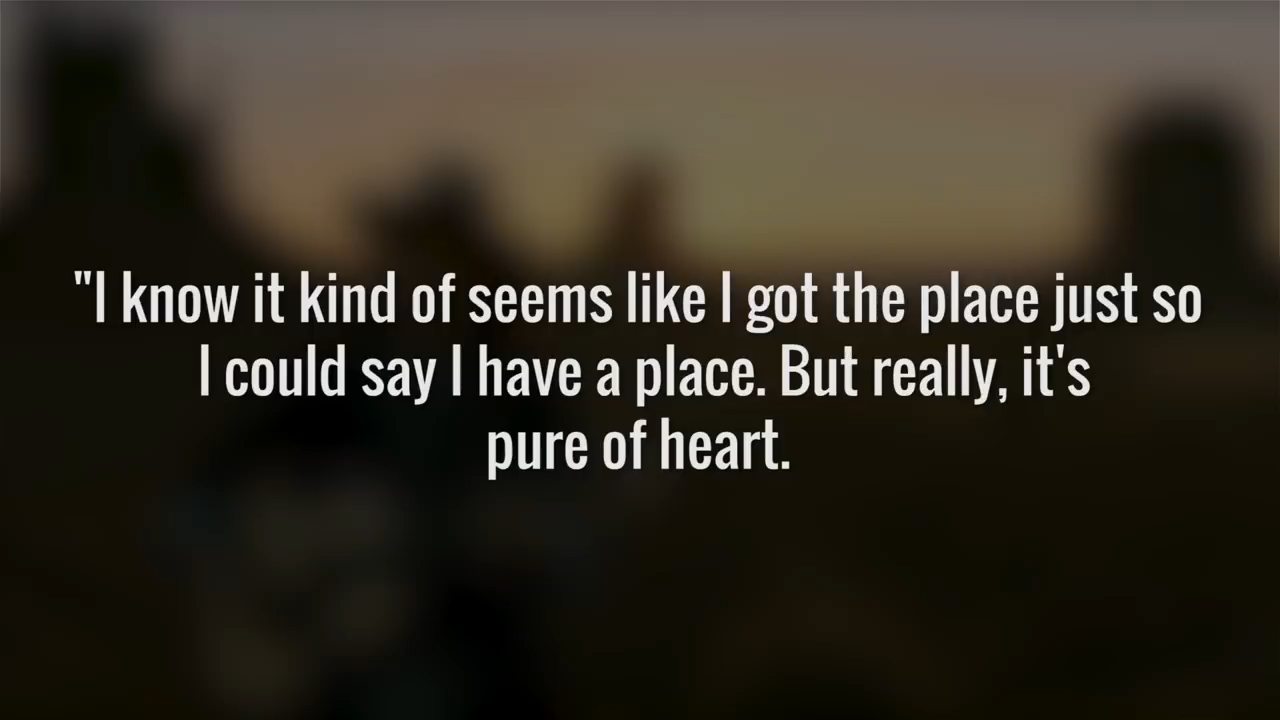 "I know it kind of seems like I got the place just so
I could say I have a place. But really, it's
pure of heart.